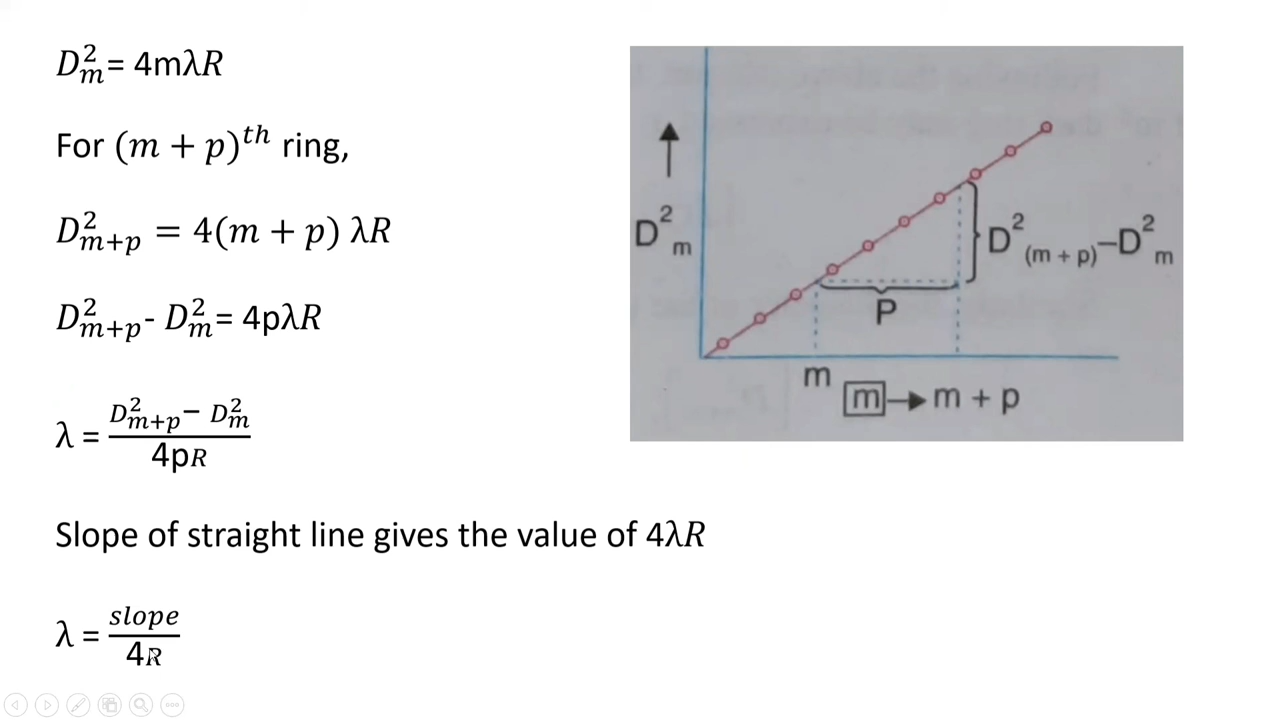 D²ₘ = 4mλR
For (m + p)ᵗʰ ring,
D²ₘ₊ₚ = 4(m + p) λR
D²ₘ₊ₚ - D²ₘ = 4pλR
λ = (D²ₘ₊ₚ − D²ₘ) / 4pR
Slope of straight line gives the value of 4λR
λ = slope / 4R
D²ₘ
D²₍ₘ ₊ ₚ₎−D²ₘ
P
m
m → m + p